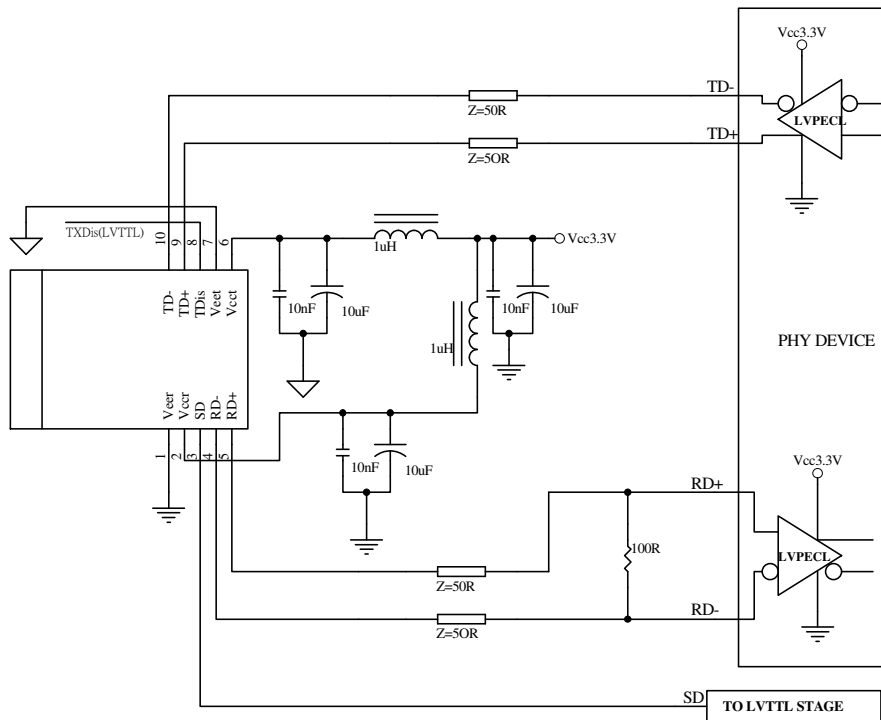 Vcc3.3V
TD-
Z=50R
LVPECL
TD+
Z=5OR
TXDis(LVTTL)
10
9
8
7
6
1uH
Vcc3.3V
TD-
TD+
TDis
Veet
Vcct
10nF
10uF
10nF
10uF
1uH
PHY DEVICE
Veer
Vccr
SD
RD-
RD+
1
2
3
4
5
10nF
10uF
Vcc3.3V
RD+
100R
LVPECL
Z=50R
RD-
Z=5OR
SD
TO LVTTL STAGE